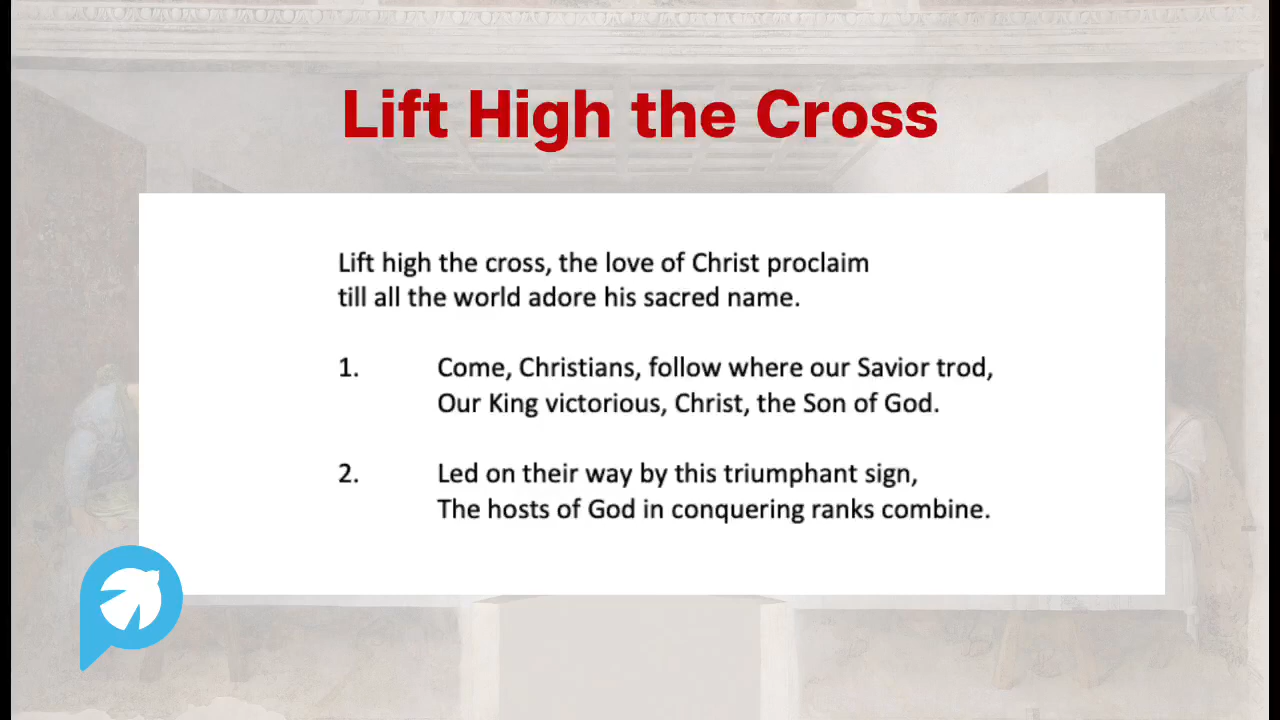 Lift High the Cross
Lift high the cross, the love of Christ proclaim
till all the world adore his sacred name.
1. Come, Christians, follow where our Savior trod,
Our King victorious, Christ, the Son of God.
2. Led on their way by this triumphant sign,
The hosts of God in conquering ranks combine.